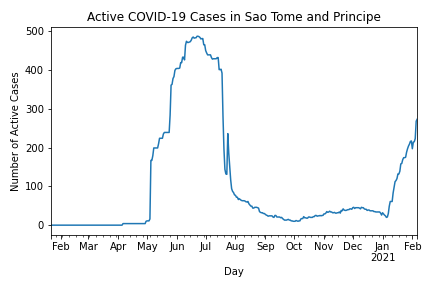 Active COVID-19 Cases in Sao Tome and Principe
Number of Active Cases
500
400
300
200
100
0
Feb Mar Apr May Jun Jul Aug Sep Oct Nov Dec Jan Feb
2021
Day